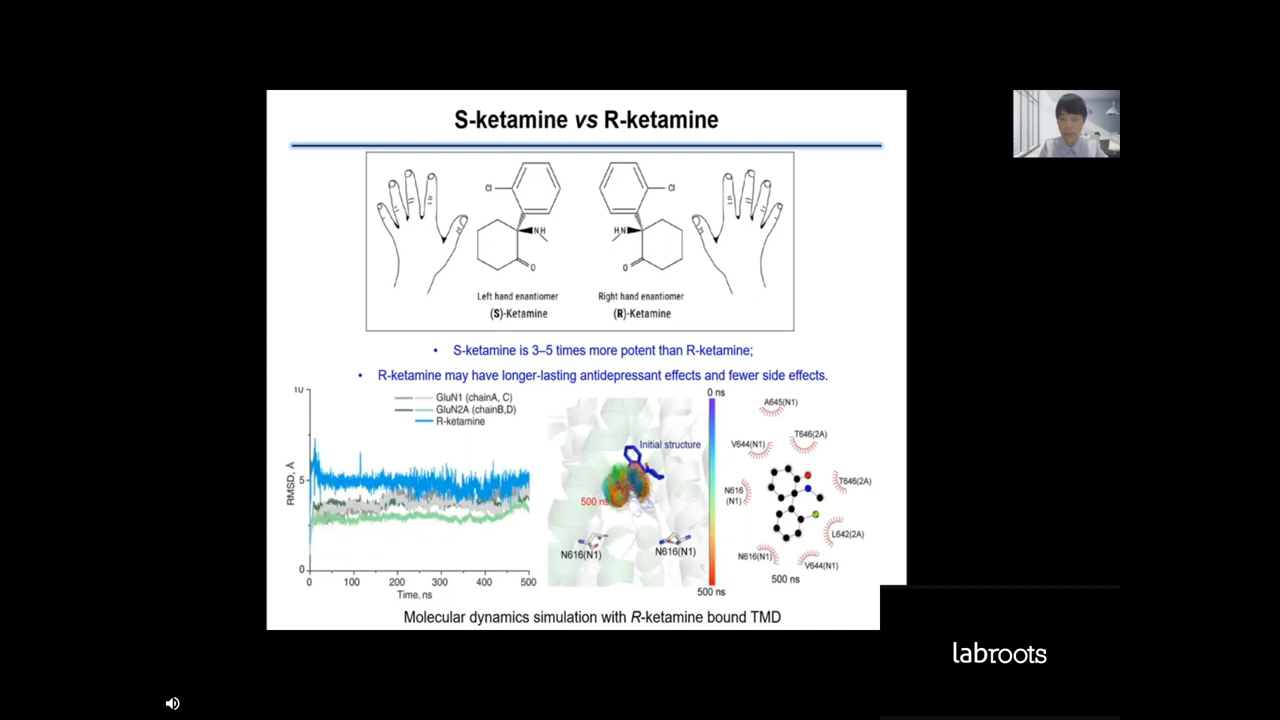 S-ketamine vs R-ketamine
Cl
NH
O
Cl
HN
O
Left hand enantiomer
(S)-Ketamine
Right hand enantiomer
(R)-Ketamine
• S-ketamine is 3–5 times more potent than R-ketamine;
• R-ketamine may have longer-lasting antidepressant effects and fewer side effects.
10
5
0
RMSD, Å
GluN1 (chainA, C)
GluN2A (chainB,D)
R-ketamine
0
100
200
300
400
500
Time, ns
Initial structure
500 ns
N616(N1)
N616(N1)
0 ns
500 ns
A645(N1)
V644(N1)
T646(2A)
T646(2A)
N616
(N1)
L642(2A)
N616(N1)
V644(N1)
500 ns
Molecular dynamics simulation with R-ketamine bound TMD
labroots